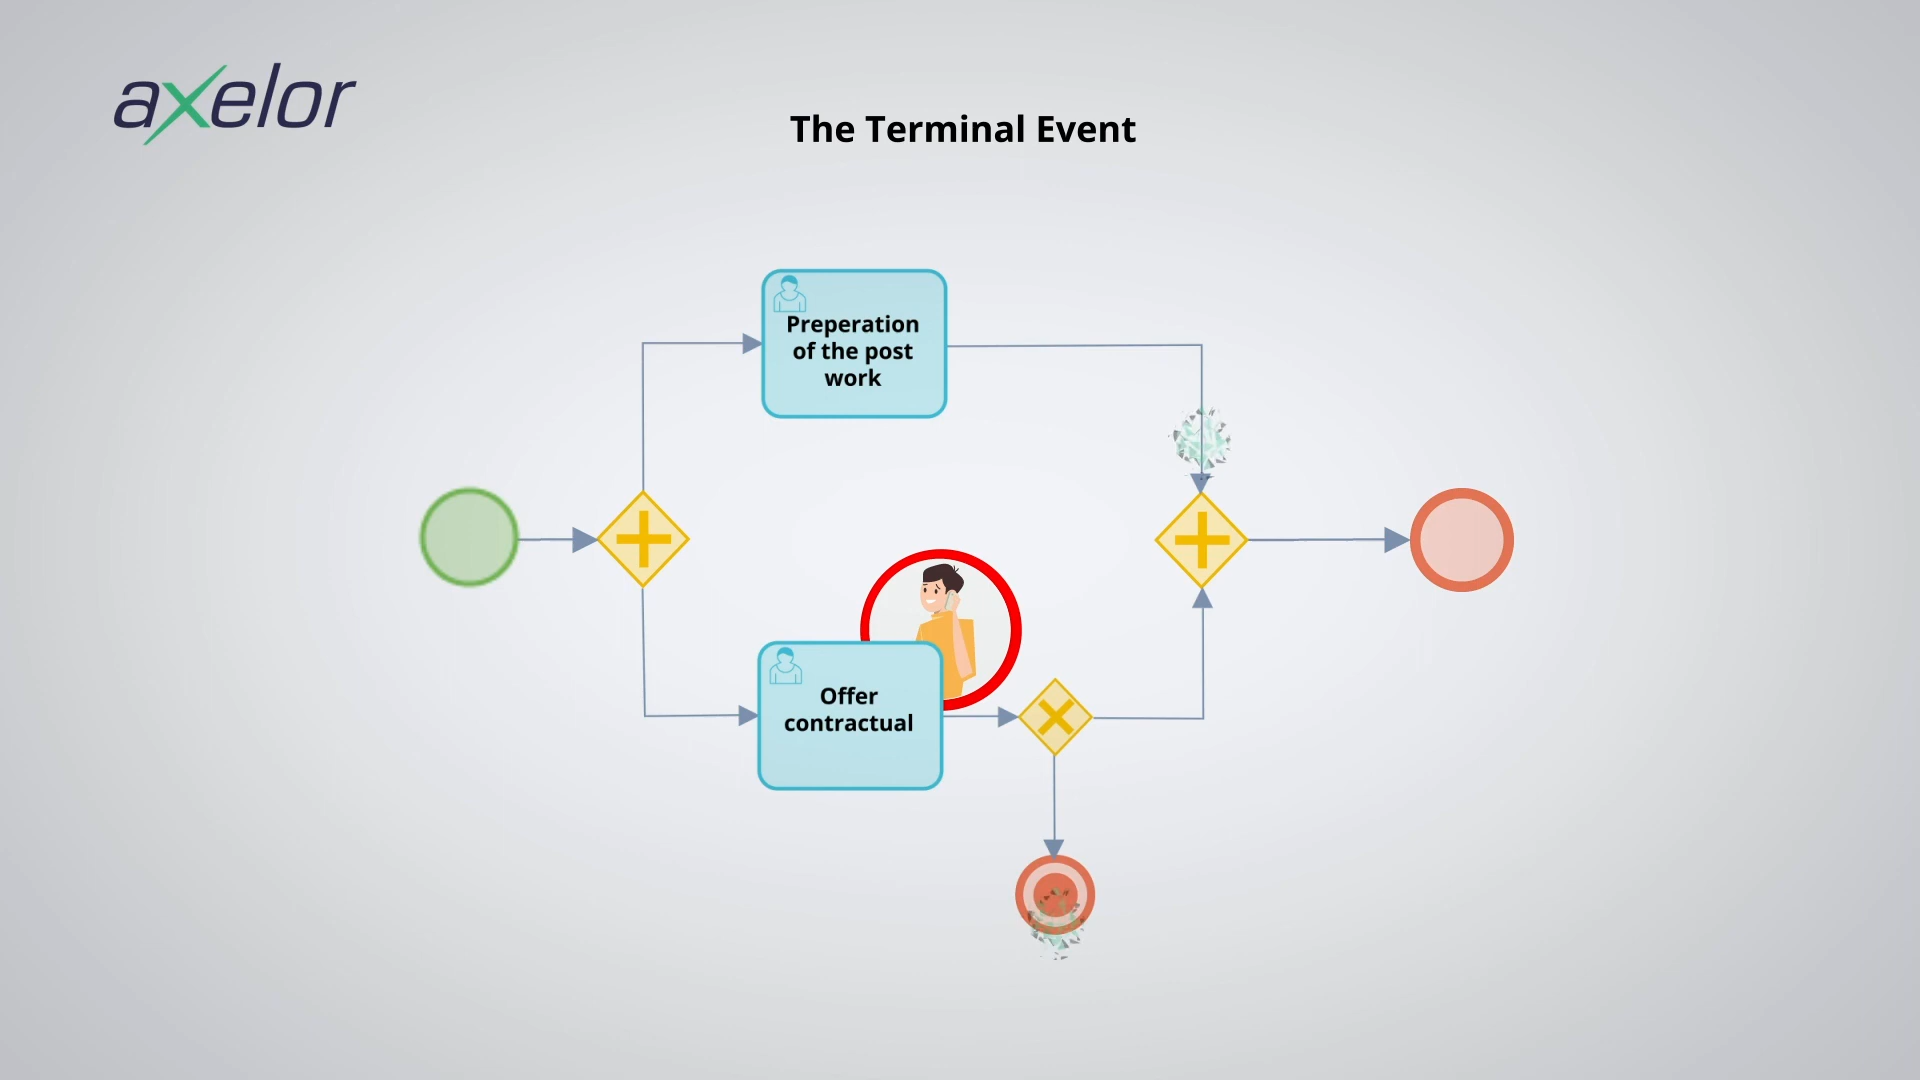 axelor
The Terminal Event
Preperation
of the post
work
Offer
contractual